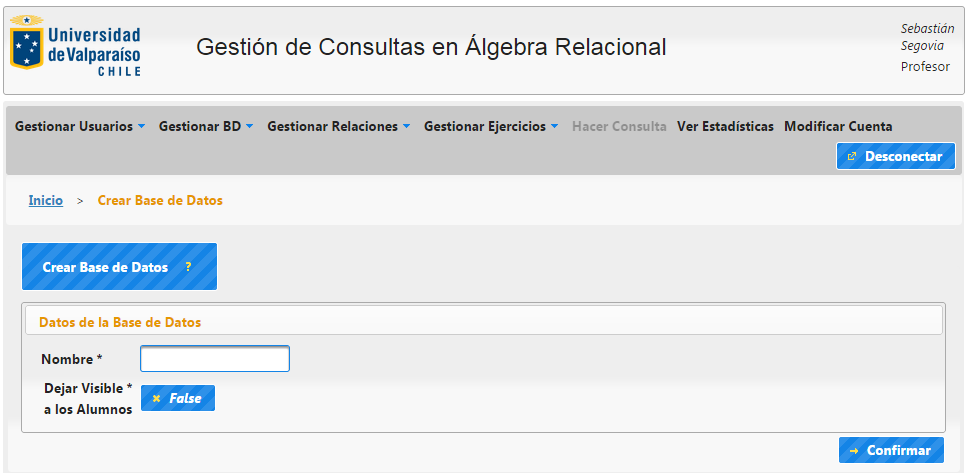 Universidad
de Valparaíso
CHILE
Gestión de Consultas en Álgebra Relacional
Sebastián
Segovia
Profesor
Gestionar Usuarios Gestionar BD Gestionar Relaciones Gestionar Ejercicios Hacer Consulta Ver Estadísticas Modificar Cuenta
Desconectar
Inicio > Crear Base de Datos
Crear Base de Datos ?
Datos de la Base de Datos
Nombre *
Dejar Visible *
a los Alumnos
False
Confirmar